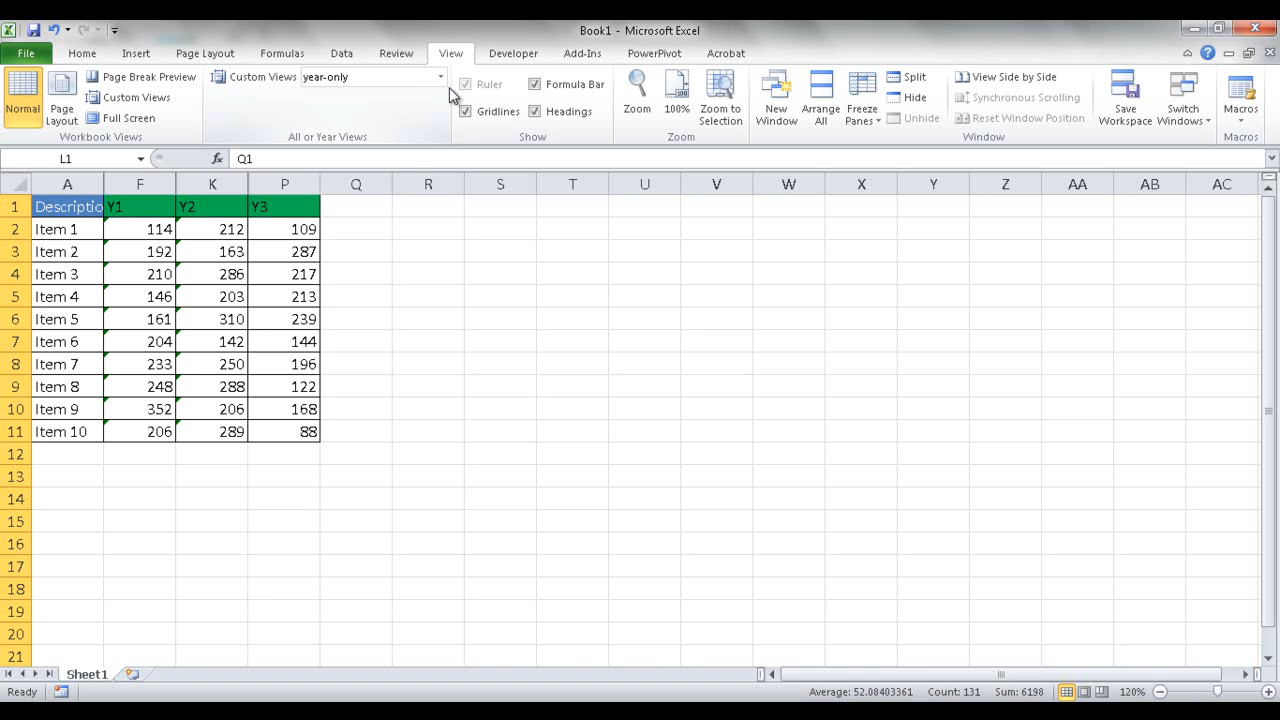 Book1 - Microsoft Excel
File Home Insert Page Layout Formulas Data Review View Developer Add-Ins PowerPivot Acrobat
Normal
Page Layout
Page Break Preview
Custom Views
Full Screen
Workbook Views
Custom Views year-only
All or Year Views
Ruler Formula Bar
Gridlines Headings
Show
Zoom
100%
Zoom to Selection
Zoom
New Window
Arrange All
Freeze Panes
Split
Hide
Unhide
View Side by Side
Synchronous Scrolling
Reset Window Position
Window
Save Workspace
Switch Windows
Macros
Macros
L1 fx Q1
A F K P Q R S T U V W X Y Z AA AB AC
1 Descriptio Y1 Y2 Y3
2 Item 1 114 212 109
3 Item 2 192 163 287
4 Item 3 210 286 217
5 Item 4 146 203 213
6 Item 5 161 310 239
7 Item 6 204 142 144
8 Item 7 233 250 196
9 Item 8 248 288 122
10 Item 9 352 206 168
11 Item 10 206 289 88
12
13
14
15
16
17
18
19
20
21
Sheet1
Ready Average: 52.08403361 Count: 131 Sum: 6198 120%